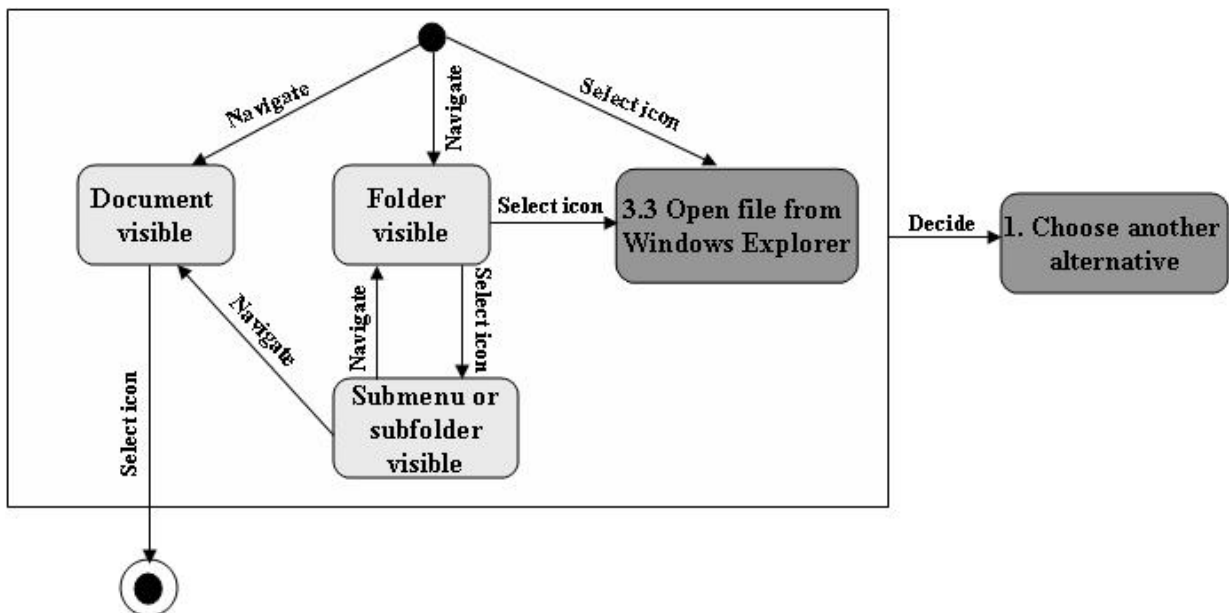 Navigate
Navigate
Select icon
Document
visible
Folder
visible
Select icon
3.3 Open file from
Windows Explorer
Decide
1. Choose another
alternative
Navigate
Navigate
Select icon
Select icon
Submenu or
subfolder
visible